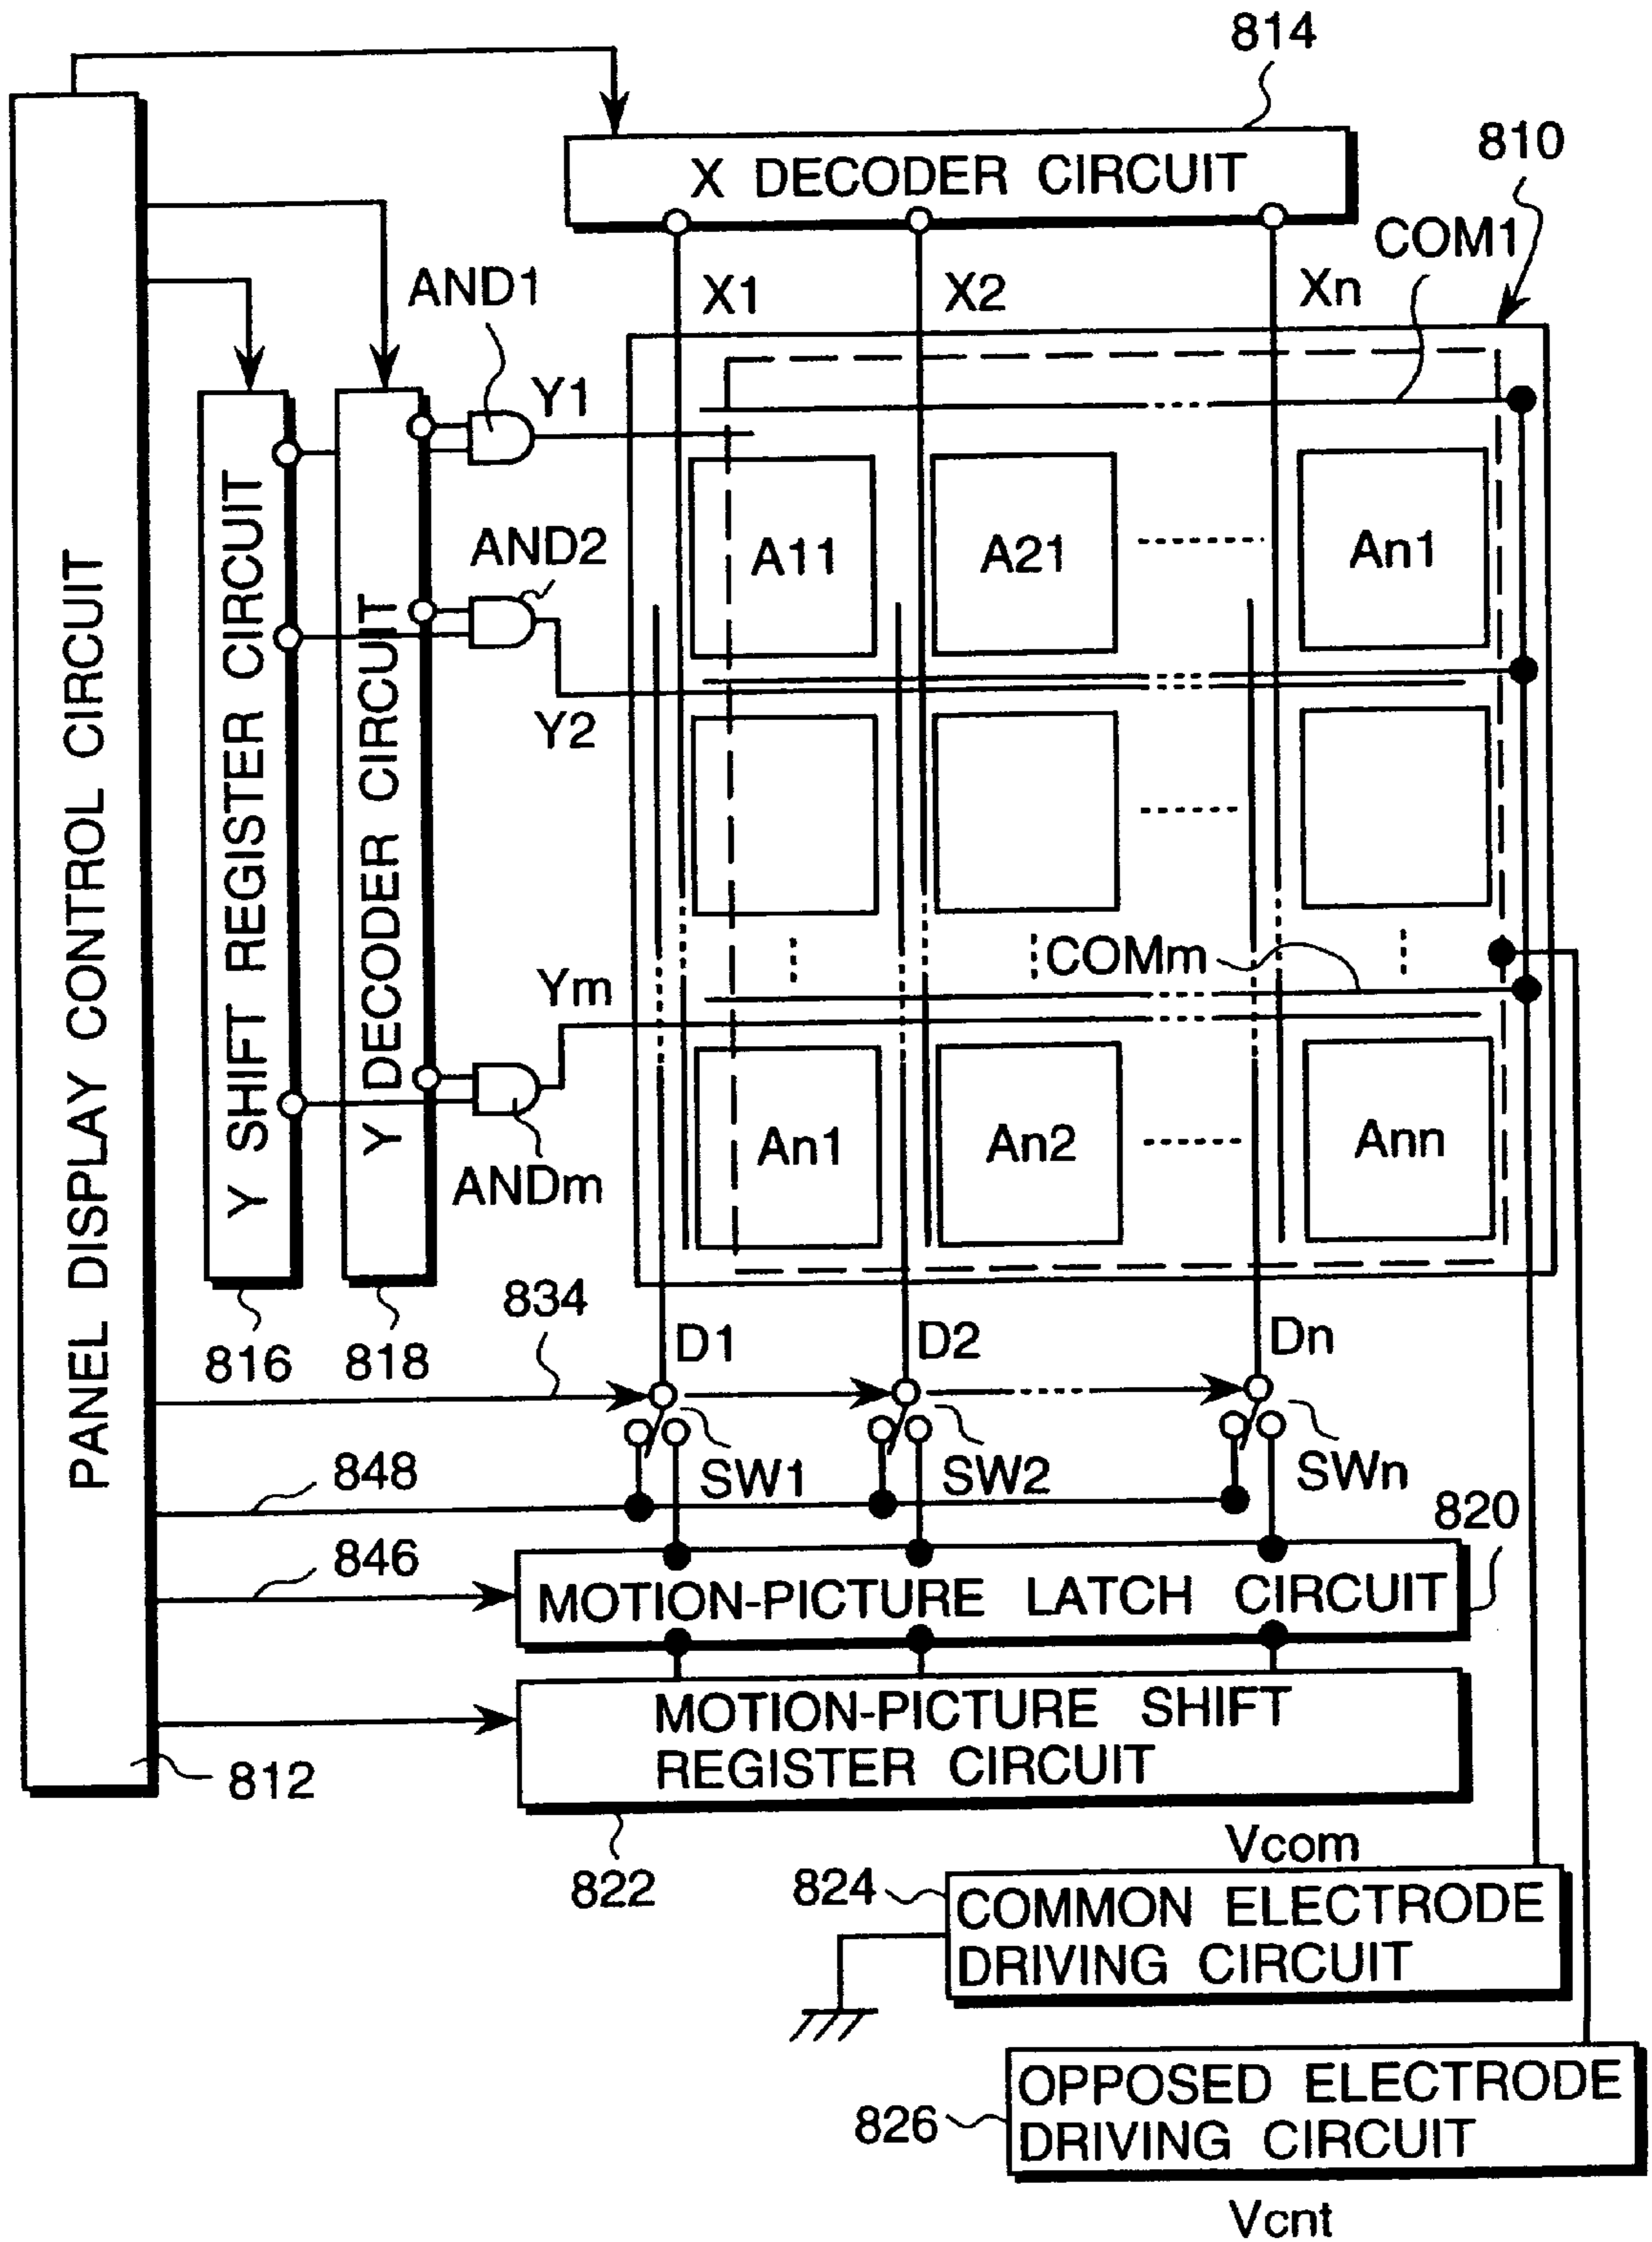 814
X DECODER CIRCUIT
810
COM1
AND1
X1
X2
Xn
Y1
A11
A21
An1
AND2
Y2
PANEL DISPLAY CONTROL CIRCUIT
Y SHIFT REGISTER CIRCUIT
Y DECODER CIRCUIT
COMm
Ym
An1
An2
Ann
ANDm
834
816
818
D1
D2
Dn
SW1
SW2
SWn
848
820
846
MOTION-PICTURE LATCH CIRCUIT
MOTION-PICTURE SHIFT
REGISTER CIRCUIT
812
822
Vcom
824
COMMON ELECTRODE
DRIVING CIRCUIT
826
OPPOSED ELECTRODE
DRIVING CIRCUIT
Vcnt